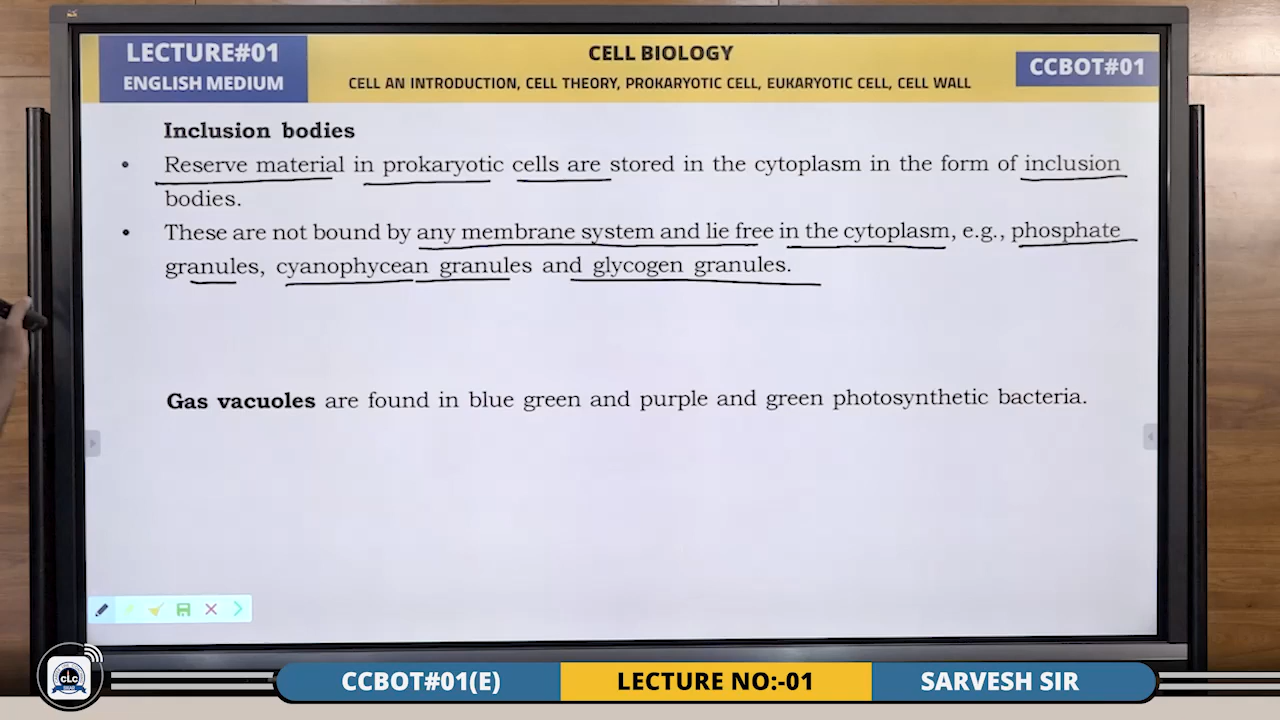 LECTURE#01
ENGLISH MEDIUM
CELL BIOLOGY
CELL AN INTRODUCTION, CELL THEORY, PROKARYOTIC CELL, EUKARYOTIC CELL, CELL WALL
CCBOT#01
Inclusion bodies
• Reserve material in prokaryotic cells are stored in the cytoplasm in the form of inclusion
bodies.
• These are not bound by any membrane system and lie free in the cytoplasm, e.g., phosphate
granules, cyanophycean granules and glycogen granules.
Gas vacuoles are found in blue green and purple and green photosynthetic bacteria.
CLC
CCBOT#01(E)
LECTURE NO:-01
SARVESH SIR